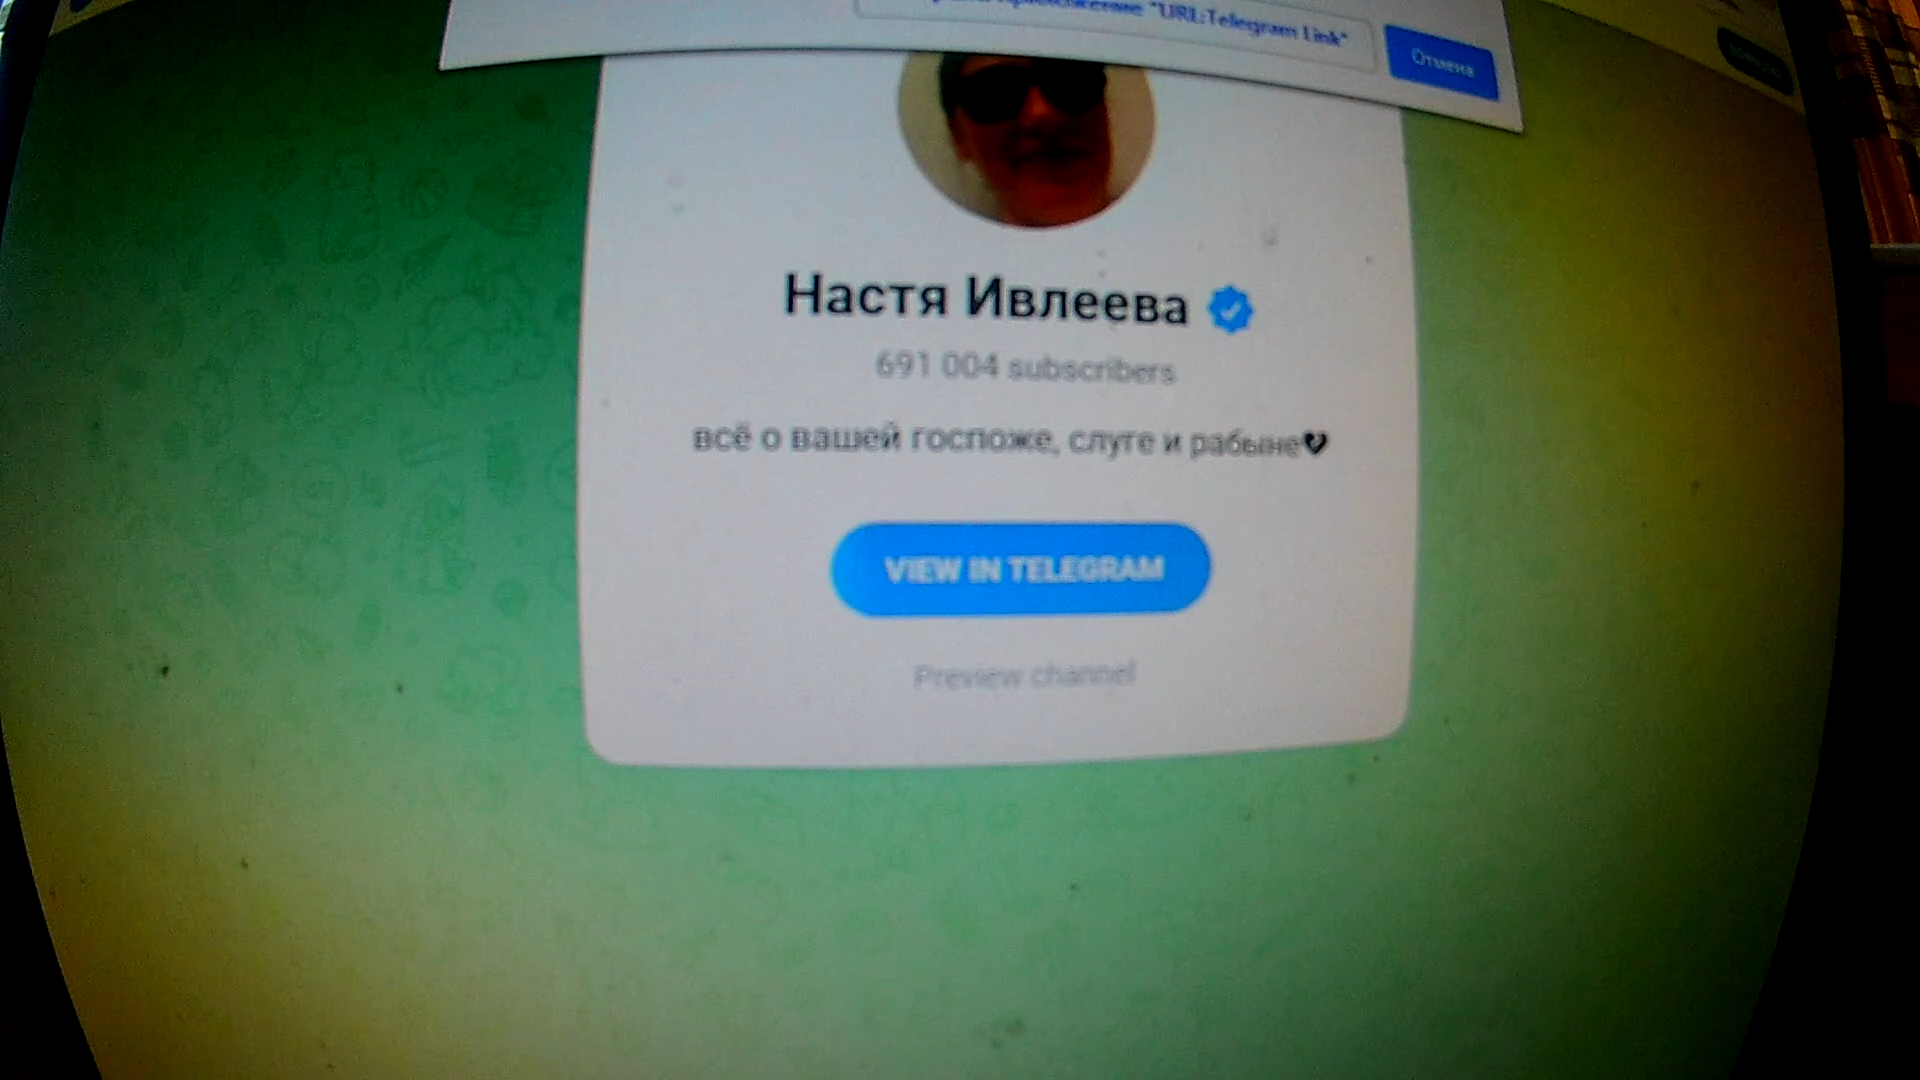 приложение "URL:Telegram Link"
Отмена
Настя Ивлеева
691 004 subscribers
всё о вашей госпоже, слуге и рабыне🖤
VIEW IN TELEGRAM
Preview channel